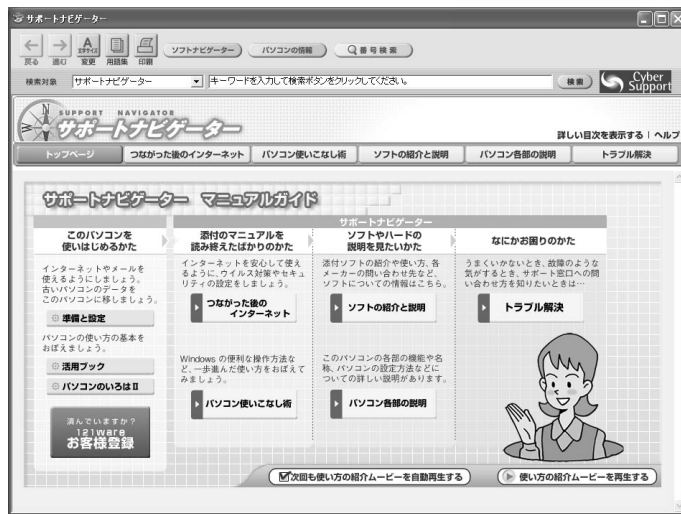 サポートナビゲーター
戻る 進む 文字サイズ 変更 用語集 印刷
ソフトナビゲーター パソコンの情報 番号検索
検索対象 サポートナビゲーター キーワードを入力して検索ボタンをクリックしてください。 検索 Cyber Support
SUPPORT NAVIGATOR
サポートナビゲーター
詳しい目次を表示する | ヘルプ
トップページ つながった後のインターネット パソコン使いこなし術 ソフトの紹介と説明 パソコン各部の説明 トラブル解決
サポートナビゲーター マニュアルガイド
サポートナビゲーター
このパソコンを
使いはじめるかた
インターネットやメールを
使えるようにしましょう。
古いパソコンのデータを
このパソコンに移しましょう。
準備と設定
パソコンの使い方の基本を
おぼえましょう。
活用ブック
パソコンのいろはⅡ
済んでいますか?
121ware
お客様登録
添付のマニュアルを
読み終えたばかりのかた
インターネットを安心して使え
るように、ウイルス対策やセキュ
リティの設定をしましょう。
つながった後の
インターネット
Windows の便利な操作方法な
ど、一歩進んだ使い方をおぼえて
みましょう。
パソコン使いこなし術
ソフトやハードの
説明を見たいかた
添付ソフトの紹介や使い方、各
メーカーの問い合わせ先など、
ソフトについての情報はこちら。
ソフトの紹介と説明
このパソコンの各部の機能や名
称、パソコンの設定方法などに
ついての詳しい説明があります。
パソコン各部の説明
なにかお困りのかた
うまくいかないとき、故障のような
気がするとき、サポート窓口への問
い合わせ方を知りたいときは…
トラブル解決
次回も使い方の紹介ムービーを自動再生する
使い方の紹介ムービーを再生する